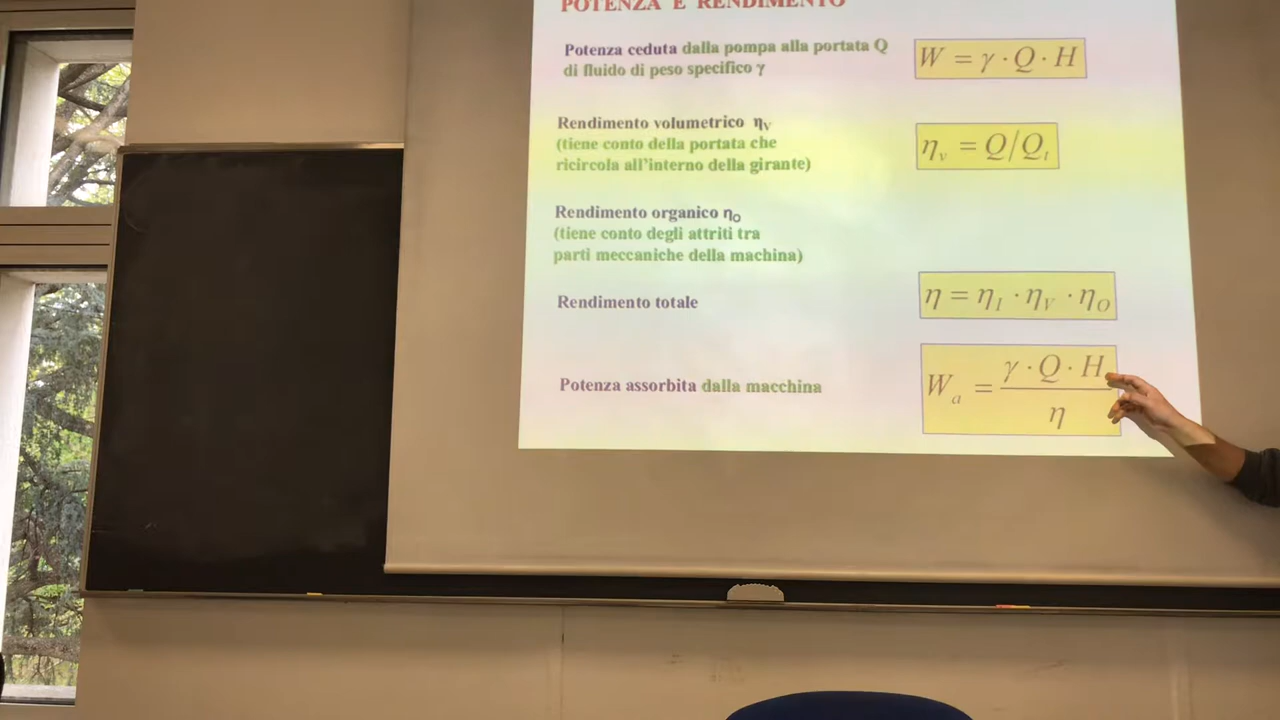 POTENZA E RENDIMENTO
Potenza ceduta dalla pompa alla portata Q
di fluido di peso specifico γ
W = γ · Q · H
Rendimento volumetrico ηV
(tiene conto della portata che
ricircola all'interno della girante)
ηv = Q/Qt
Rendimento organico ηO
(tiene conto degli attriti tra
parti meccaniche della machina)
Rendimento totale
η = ηI · ηV · ηO
Potenza assorbita dalla macchina
Wa = γ · Q · H / η